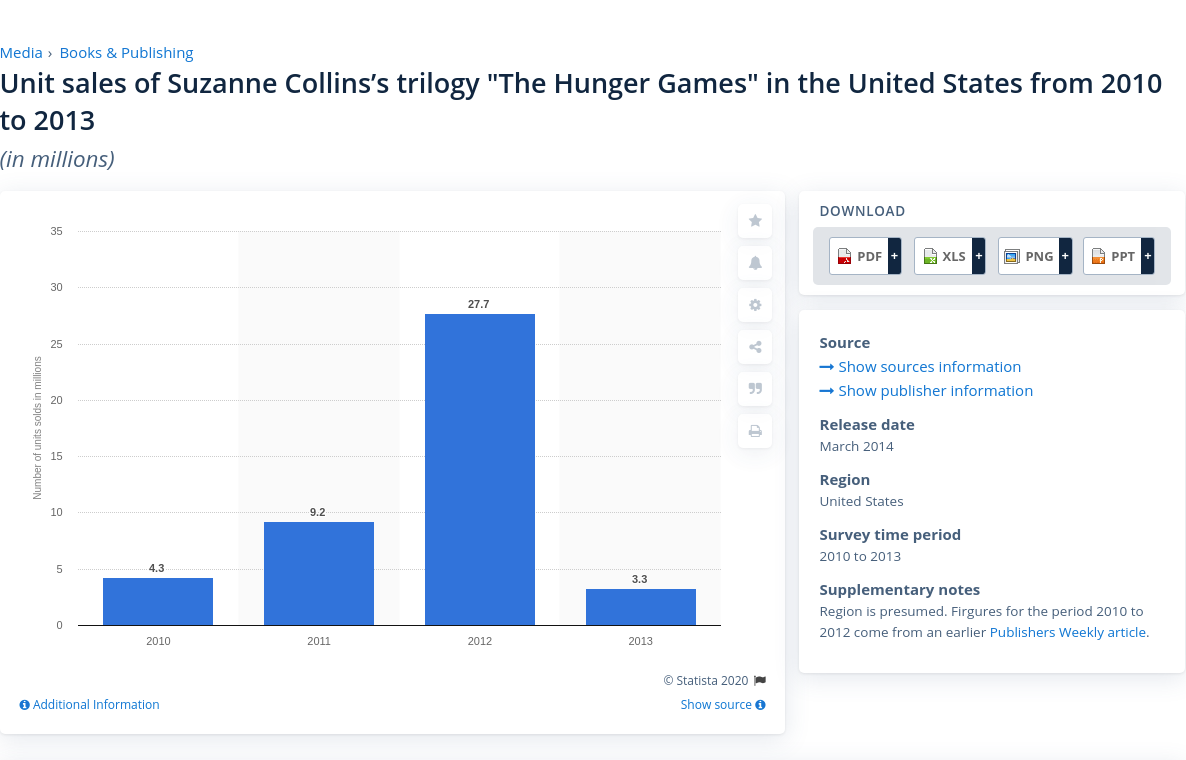 Media › Books & Publishing
Unit sales of Suzanne Collins’s trilogy "The Hunger Games" in the United States from 2010
to 2013
(in millions)
35
30
25
20
15
10
5
0
Number of units solds in millions
4.3
9.2
27.7
3.3
2010
2011
2012
2013
© Statista 2020
Additional Information
Show source
DOWNLOAD
PDF +
XLS +
PNG +
PPT +
Source
Show sources information
Show publisher information
Release date
March 2014
Region
United States
Survey time period
2010 to 2013
Supplementary notes
Region is presumed. Firgures for the period 2010 to
2012 come from an earlier Publishers Weekly article.